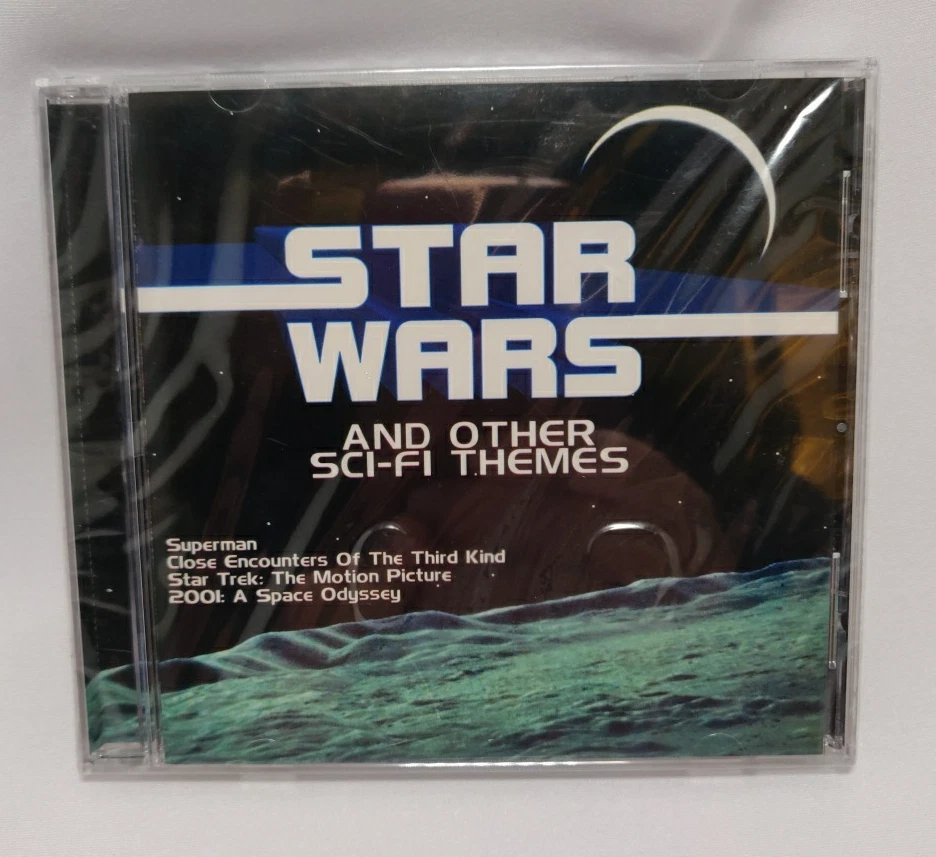 STAR
WARS
AND OTHER
SCI-FI THEMES
Superman
Close Encounters Of The Third Kind
Star Trek: The Motion Picture
2001: A Space Odyssey